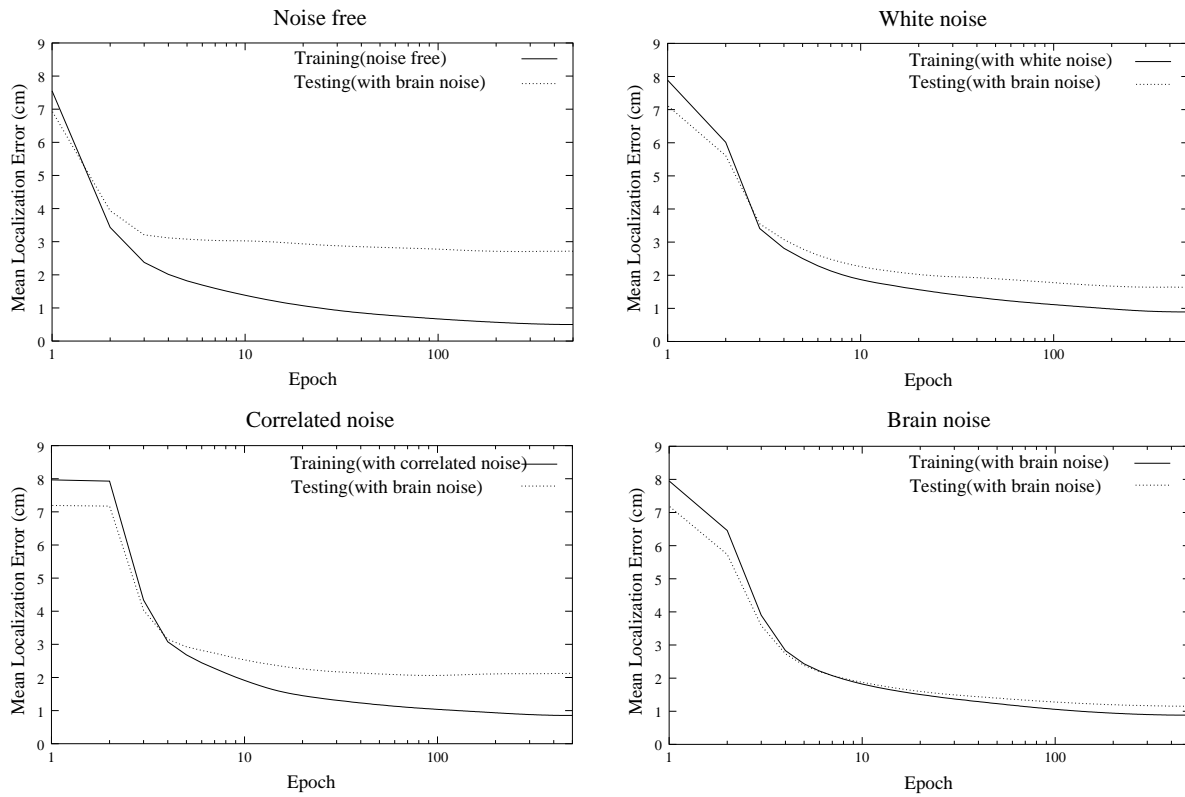 Noise free
Training(noise free)
Testing(with brain noise)
Mean Localization Error (cm)
9
8
7
6
5
4
3
2
1
0
1
10
100
Epoch
White noise
Training(with white noise)
Testing(with brain noise)
Mean Localization Error (cm)
9
8
7
6
5
4
3
2
1
0
1
10
100
Epoch
Correlated noise
Training(with correlated noise)
Testing(with brain noise)
Mean Localization Error (cm)
9
8
7
6
5
4
3
2
1
0
1
10
100
Epoch
Brain noise
Training(with brain noise)
Testing(with brain noise)
Mean Localization Error (cm)
9
8
7
6
5
4
3
2
1
0
1
10
100
Epoch